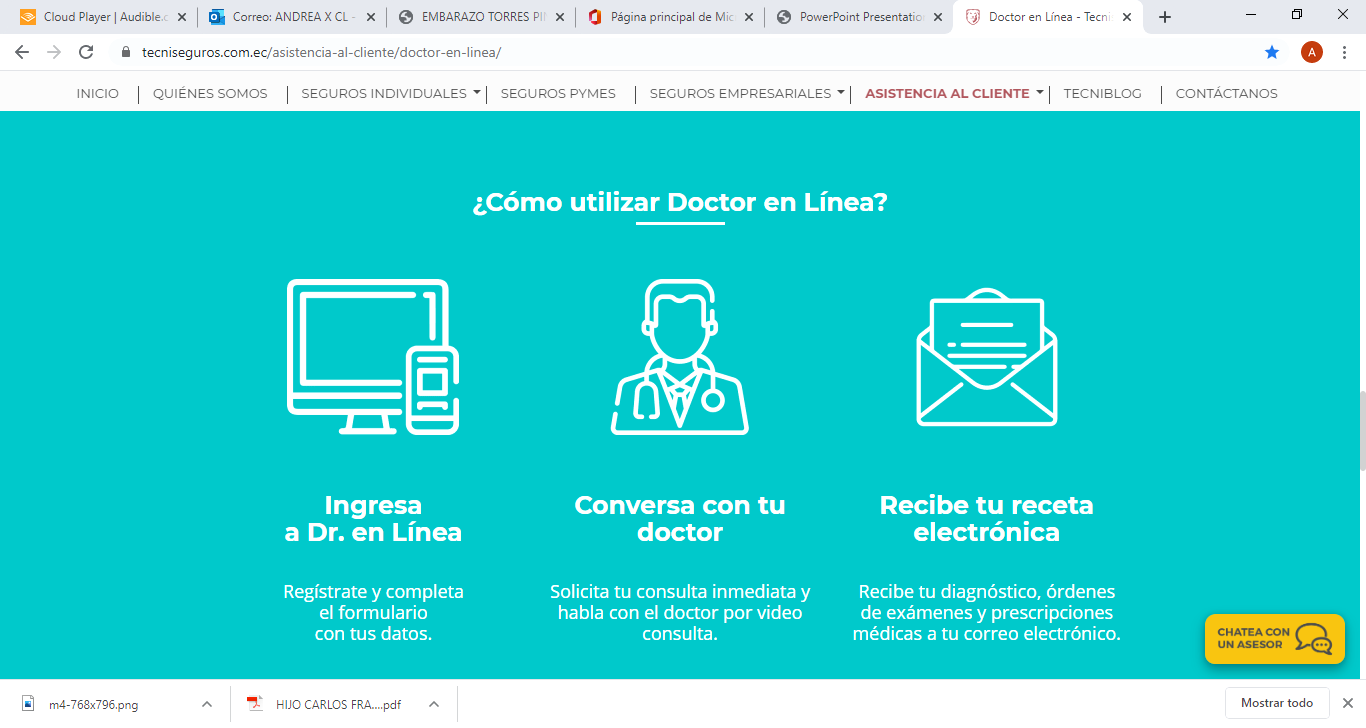 Cloud Player | Audible.c
Correo: ANDREA X CL -
EMBARAZO TORRES PI
Página principal de Mic
PowerPoint Presentation
Doctor en Línea - Tecni
tecniseguros.com.ec/asistencia-al-cliente/doctor-en-linea/
A
INICIO
QUIÉNES SOMOS
SEGUROS INDIVIDUALES
SEGUROS PYMES
SEGUROS EMPRESARIALES
ASISTENCIA AL CLIENTE
TECNIBLOG
CONTÁCTANOS
¿Cómo utilizar Doctor en Línea?
Ingresa
a Dr. en Línea
Regístrate y completa
el formulario
con tus datos.
Conversa con tu
doctor
Solicita tu consulta inmediata y
habla con el doctor por video
consulta.
Recibe tu receta
electrónica
Recibe tu diagnóstico, órdenes
de exámenes y prescripciones
médicas a tu correo electrónico.
CHATEA CON
UN ASESOR
m4-768x796.png
HIJO CARLOS FRA....pdf
Mostrar todo